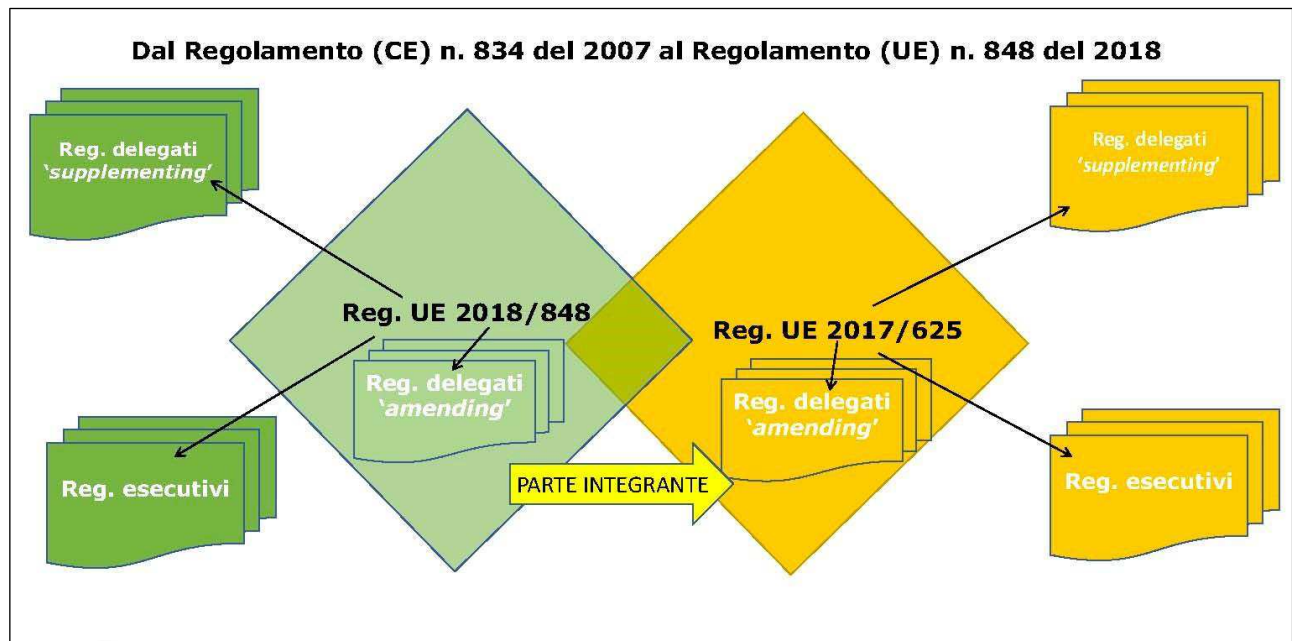 Dal Regolamento (CE) n. 834 del 2007 al Regolamento (UE) n. 848 del 2018
Reg. delegati
‘supplementing’
Reg. delegati
‘supplementing’
Reg. UE 2018/848
Reg. UE 2017/625
Reg. delegati
‘amending’
Reg. delegati
‘amending’
PARTE INTEGRANTE
Reg. esecutivi
Reg. esecutivi